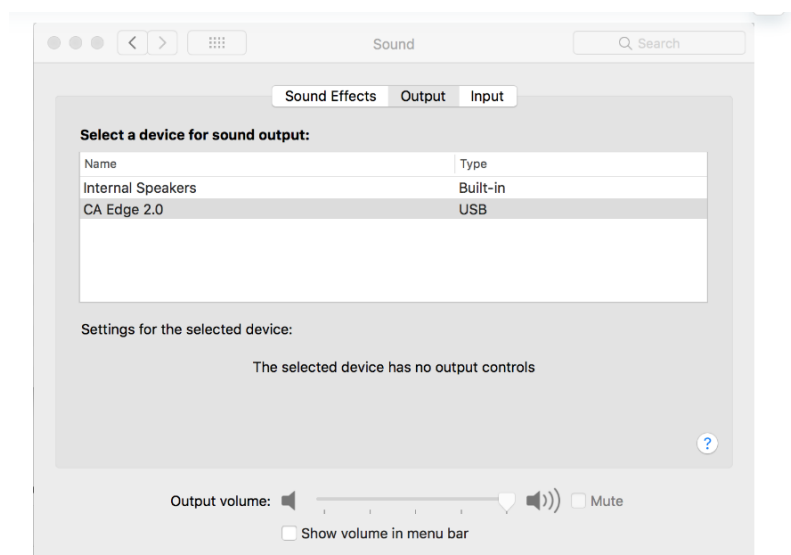 Sound
Search
Sound Effects Output Input
Select a device for sound output:
Name Type
Internal Speakers Built-in
CA Edge 2.0 USB
Settings for the selected device:
The selected device has no output controls
?
Output volume: Mute
Show volume in menu bar